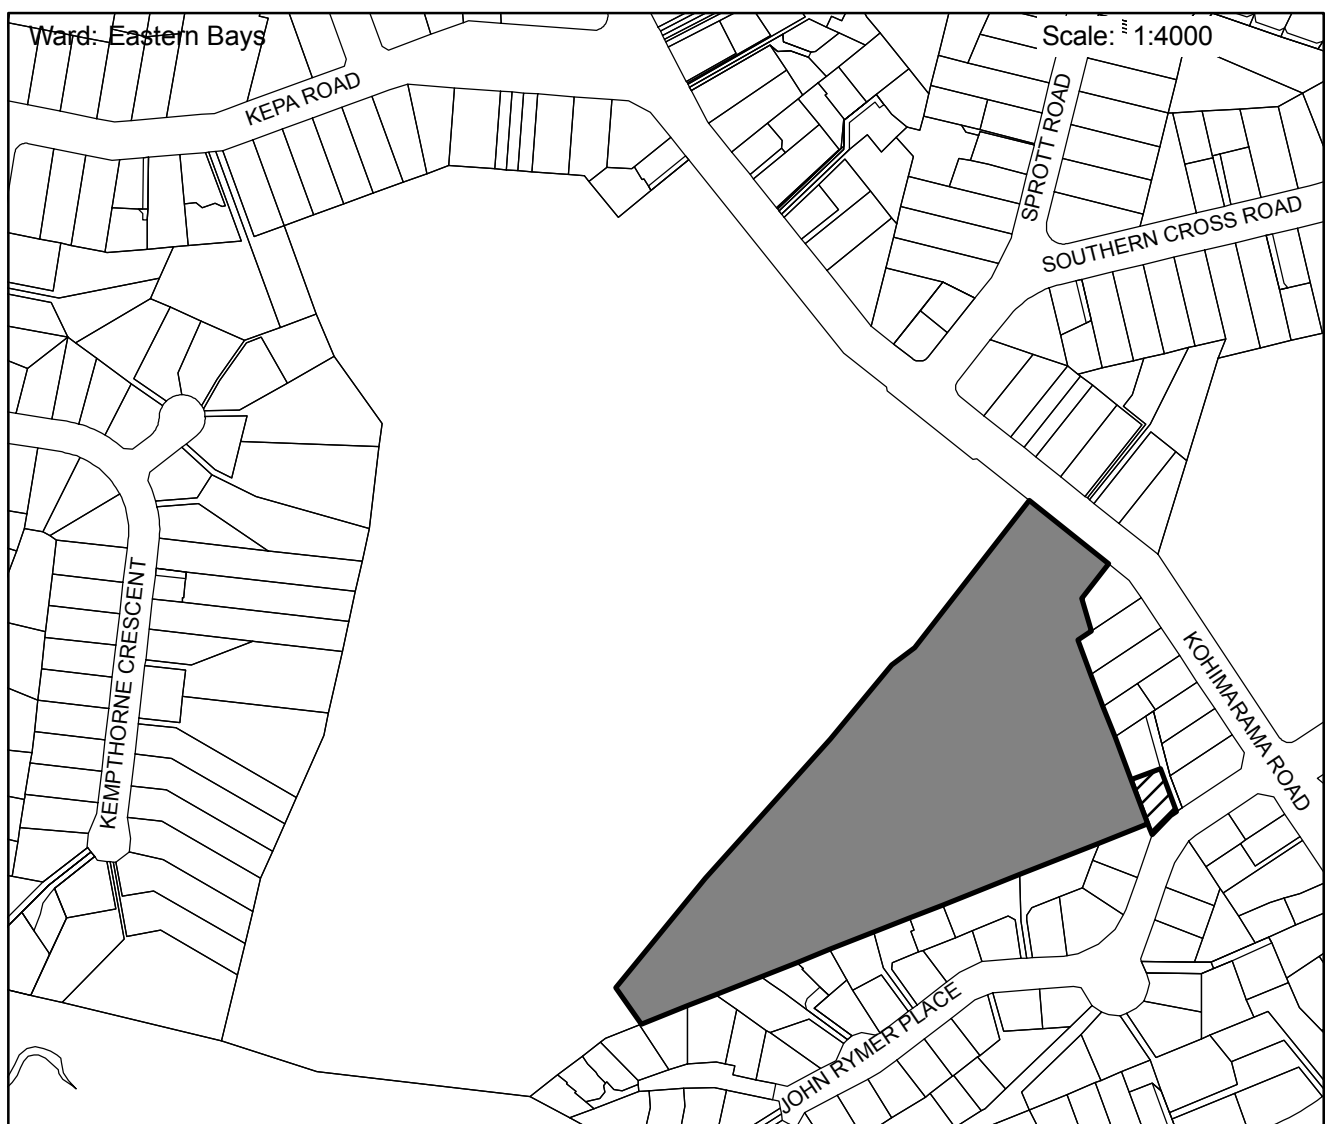 Ward: Eastern Bays
Scale: 1:4000
KEPA ROAD
SPROTT ROAD
SOUTHERN CROSS ROAD
KEMPTHORNE CRESCENT
KOHIMARAMA ROAD
JOHN RYMER PLACE